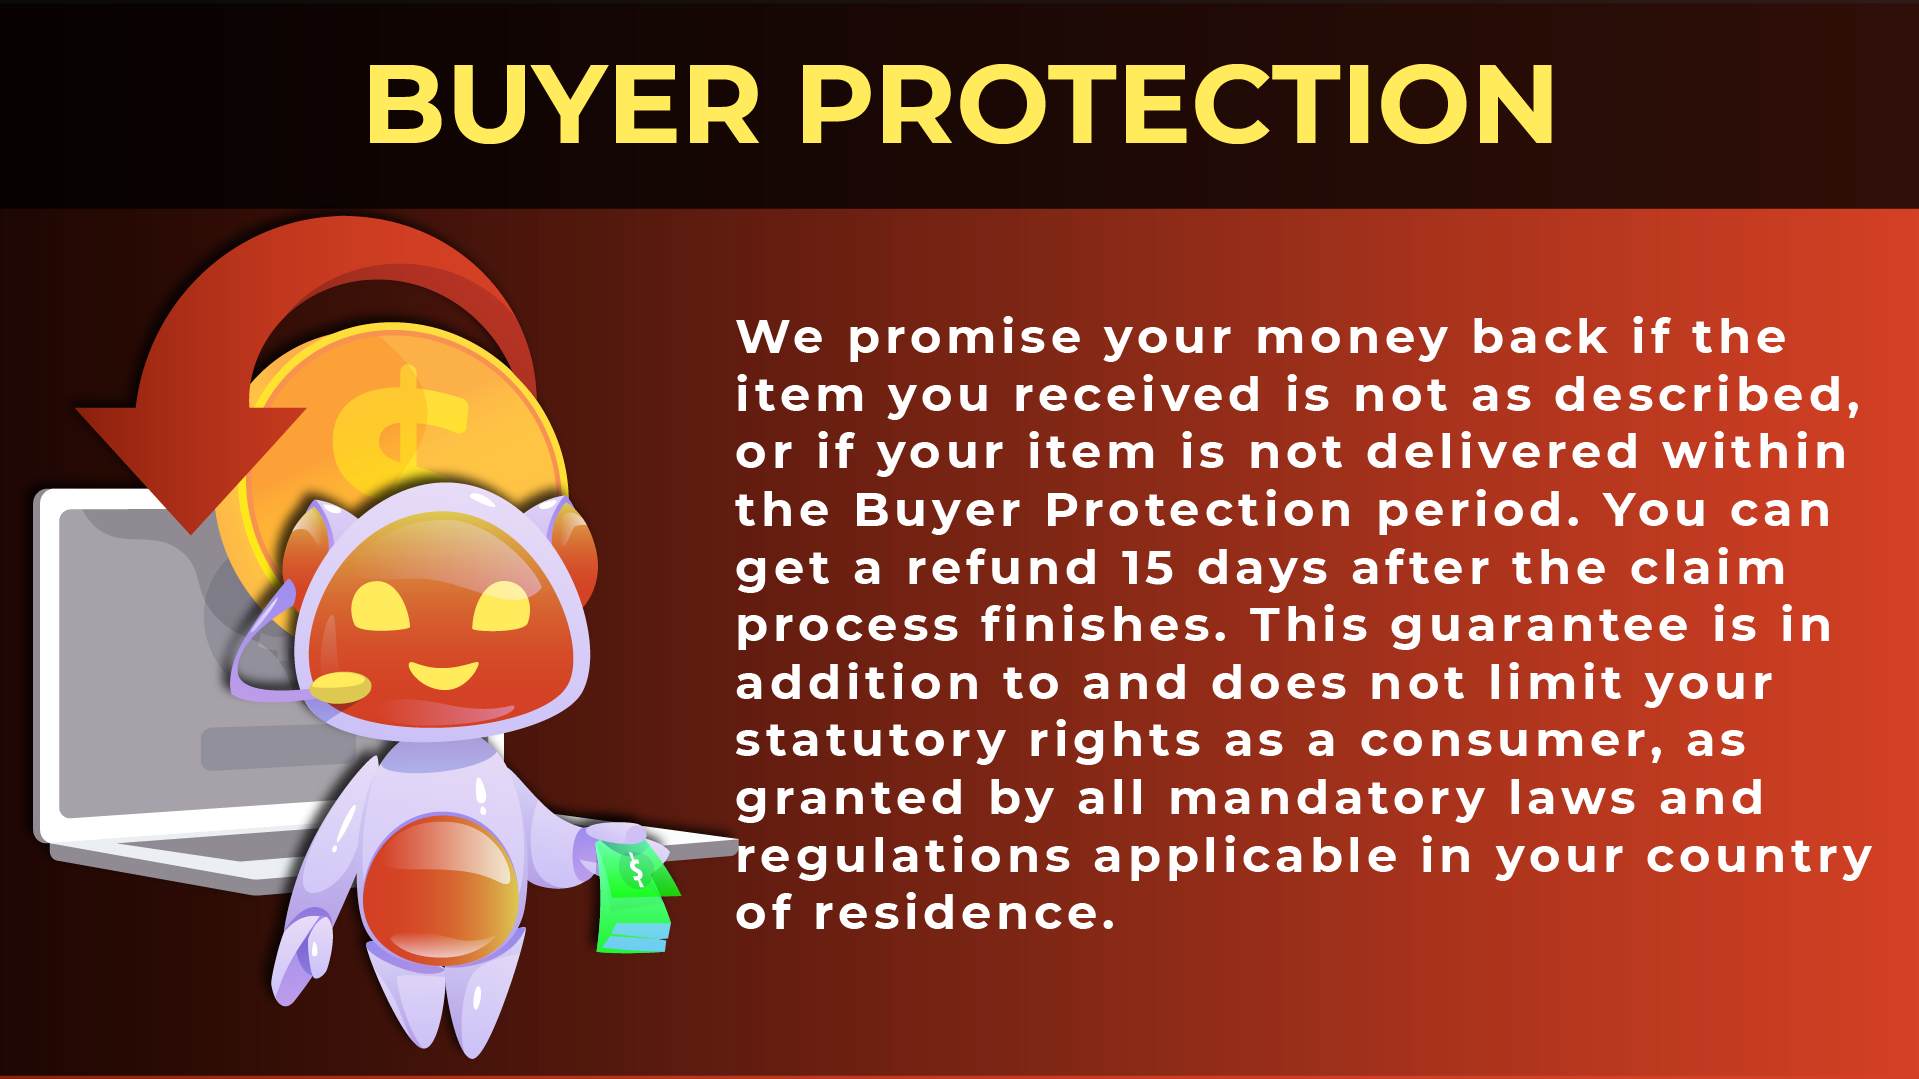 BUYER PROTECTION
We promise your money back if the
item you received is not as described,
or if your item is not delivered within
the Buyer Protection period. You can
get a refund 15 days after the claim
process finishes. This guarantee is in
addition to and does not limit your
statutory rights as a consumer, as
granted by all mandatory laws and
regulations applicable in your country
of residence.